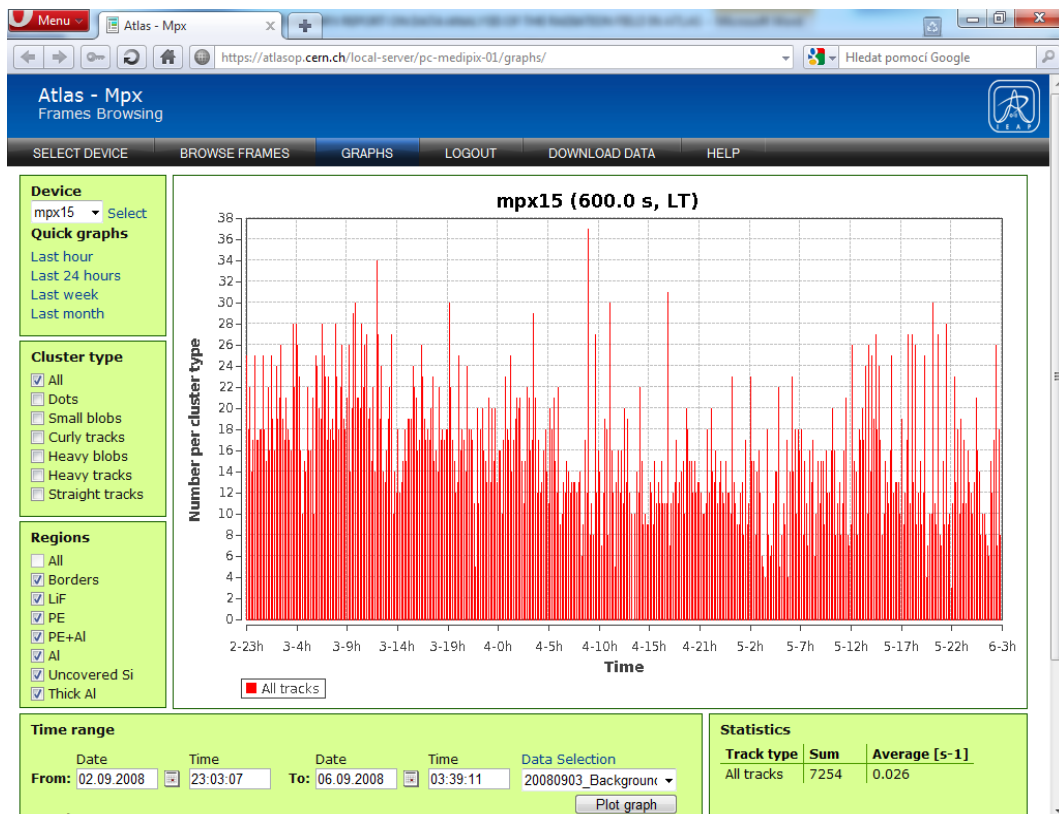 Menu
Atlas - Mpx
https://atlasop.cern.ch/local-server/pc-medipix-01/graphs/
Hledat pomocí Google
Atlas - Mpx
Frames Browsing
IEAP
SELECT DEVICE BROWSE FRAMES GRAPHS LOGOUT DOWNLOAD DATA HELP
Device
mpx15 Select
Quick graphs
Last hour
Last 24 hours
Last week
Last month
Cluster type
All
Dots
Small blobs
Curly tracks
Heavy blobs
Heavy tracks
Straight tracks
Regions
All
Borders
LiF
PE
PE+Al
Al
Uncovered Si
Thick Al
mpx15 (600.0 s, LT)
Number per cluster type
38
36
34
32
30
28
26
24
22
20
18
16
14
12
10
8
6
4
2
0
2-23h 3-4h 3-9h 3-14h 3-19h 4-0h 4-5h 4-10h 4-15h 4-21h 5-2h 5-7h 5-12h 5-17h 5-22h 6-3h
Time
All tracks
Time range
Date Time Date Time Data Selection
From: 02.09.2008 23:03:07 To: 06.09.2008 03:39:11 20080903_Background
Plot graph
Statistics
Track type Sum Average [s-1]
All tracks 7254 0.026